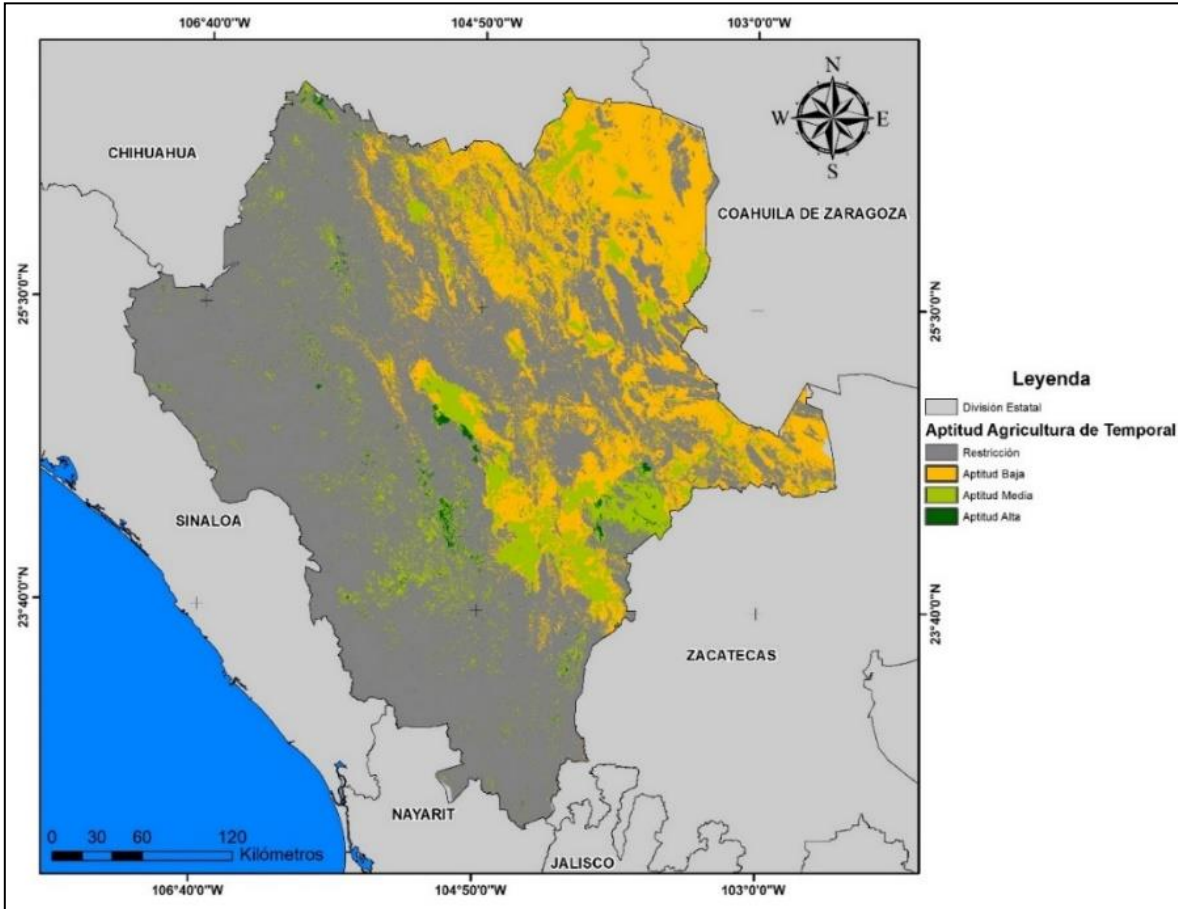 106°40'0"W
104°50'0"W
103°0'0"W
N
W
E
S
CHIHUAHUA
COAHUILA DE ZARAGOZA
25°30'0"N
25°30'0"N
Leyenda
División Estatal
Aptitud Agricultura de Temporal
Restricción
Aptitud Baja
Aptitud Media
Aptitud Alta
SINALOA
23°40'0"N
23°40'0"N
ZACATECAS
NAYARIT
JALISCO
0 30 60 120
Kilómetros
106°40'0"W
104°50'0"W
103°0'0"W